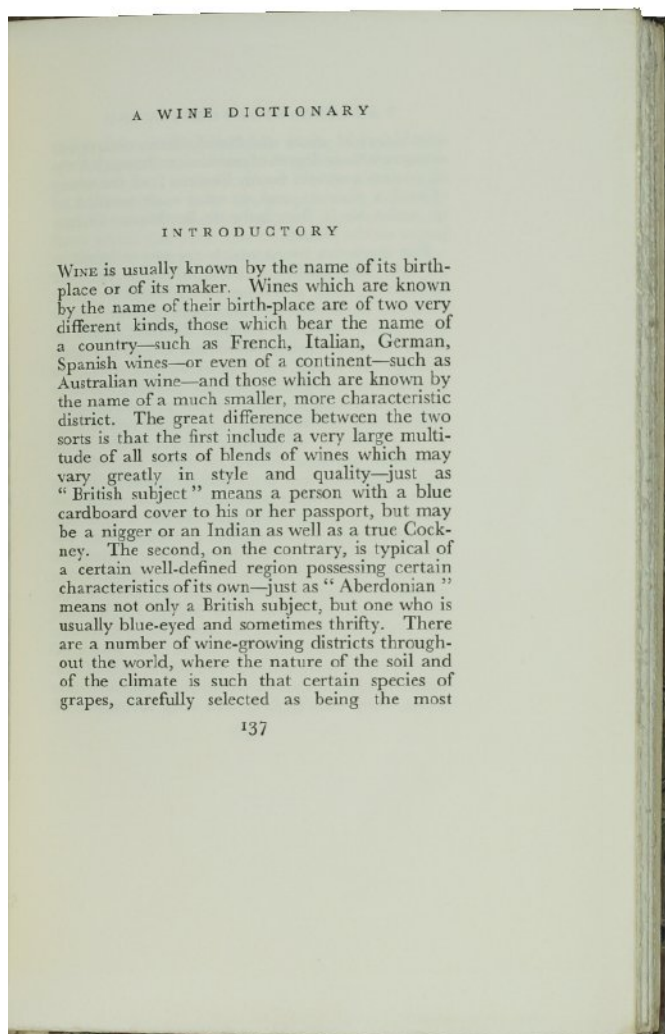 A WINE DICTIONARY
INTRODUCTORY
WINE is usually known by the name of its birth-
place or of its maker. Wines which are known
by the name of their birth-place are of two very
different kinds, those which bear the name of
a country—such as French, Italian, German,
Spanish wines—or even of a continent—such as
Australian wine—and those which are known by
the name of a much smaller, more characteristic
district. The great difference between the two
sorts is that the first include a very large multi-
tude of all sorts of blends of wines which may
vary greatly in style and quality—just as
“ British subject ” means a person with a blue
cardboard cover to his or her passport, but may
be a nigger or an Indian as well as a true Cock-
ney. The second, on the contrary, is typical of
a certain well-defined region possessing certain
characteristics of its own—just as “ Aberdonian ”
means not only a British subject, but one who is
usually blue-eyed and sometimes thrifty. There
are a number of wine-growing districts through-
out the world, where the nature of the soil and
of the climate is such that certain species of
grapes, carefully selected as being the most
137